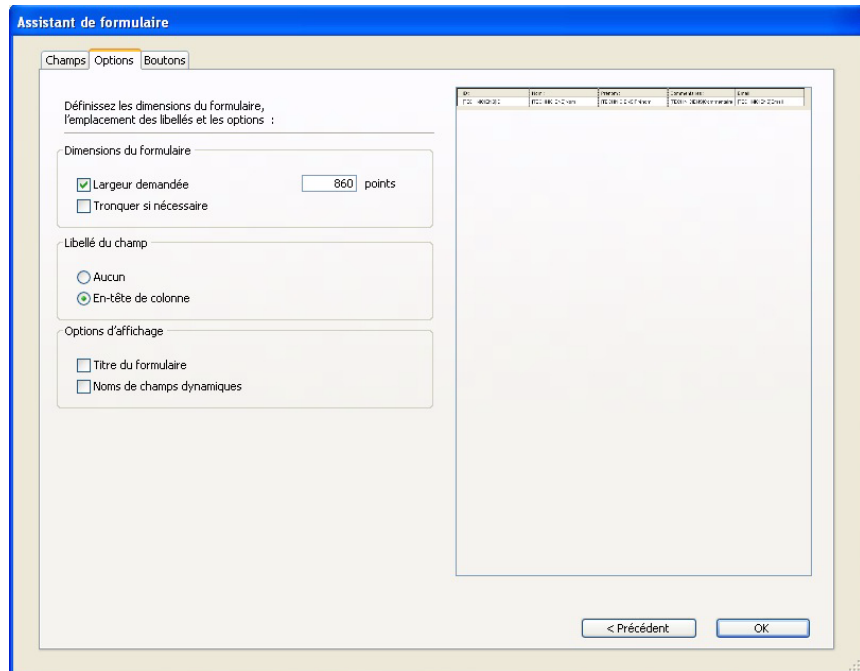 Assistant de formulaire
Champs Options Boutons
Définissez les dimensions du formulaire,
l'emplacement des libellés et les options :
Dimensions du formulaire
Largeur demandée 860 points
Tronquer si nécessaire
Libellé du champ
Aucun
En-tête de colonne
Options d'affichage
Titre du formulaire
Noms de champs dynamiques
< Précédent OK